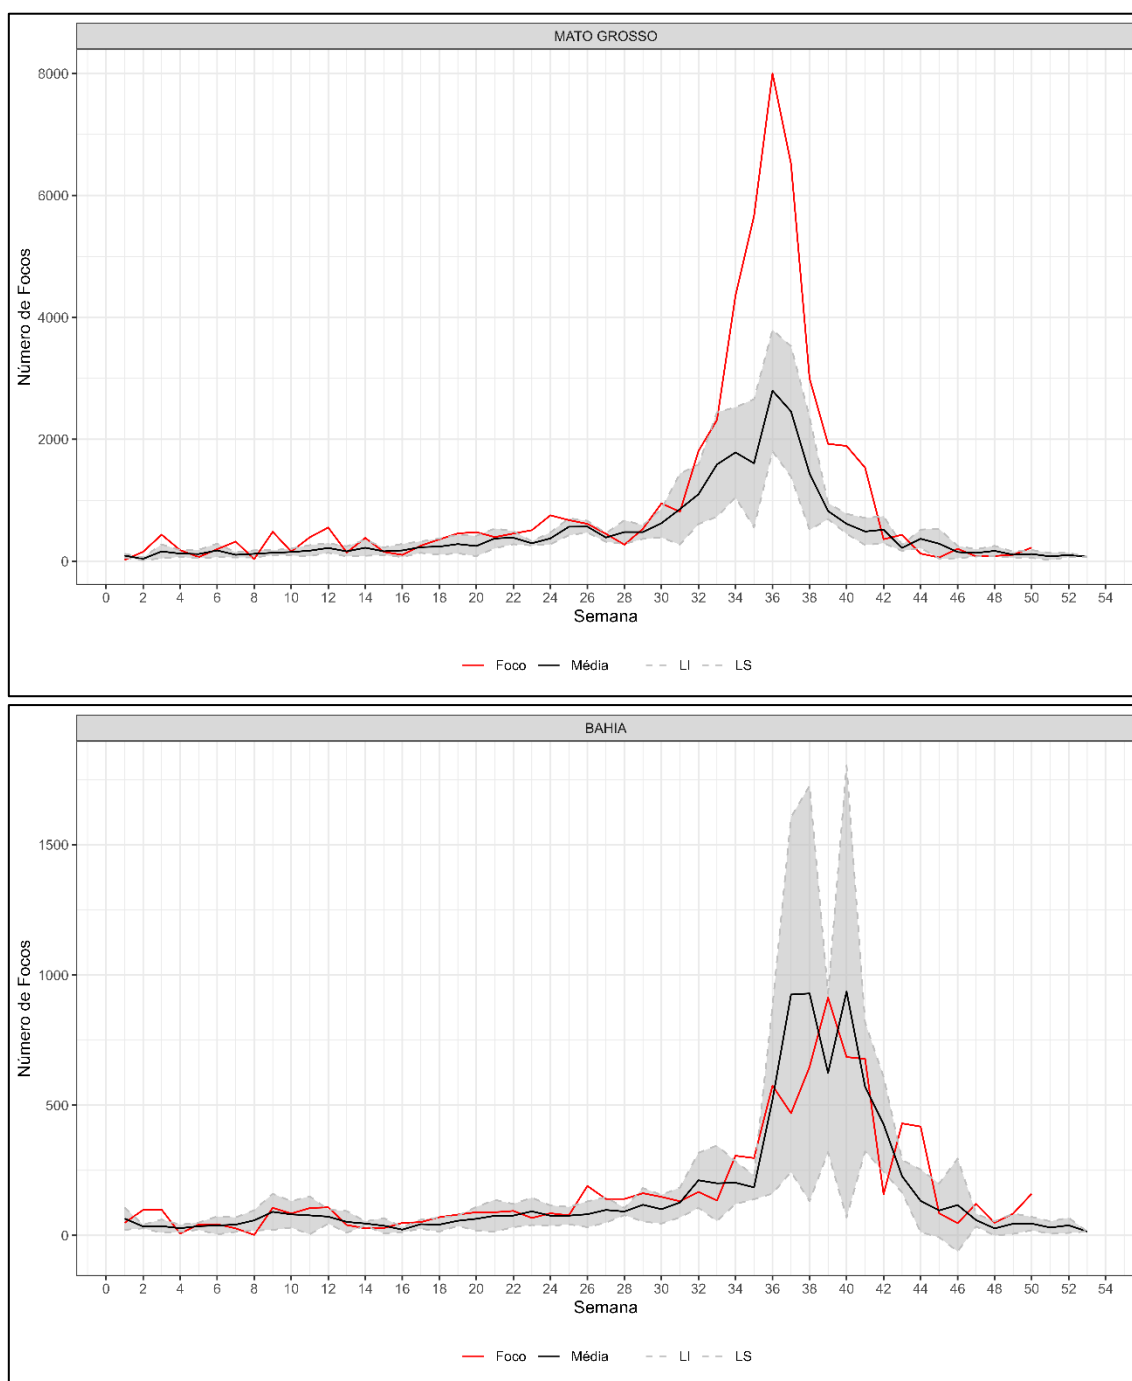 MATO GROSSO
8000
6000
4000
2000
0
Número de Focos
0 2 4 6 8 10 12 14 16 18 20 22 24 26 28 30 32 34 36 38 40 42 44 46 48 50 52 54
Semana
Foco Média LI LS
BAHIA
1500
1000
500
0
Número de Focos
0 2 4 6 8 10 12 14 16 18 20 22 24 26 28 30 32 34 36 38 40 42 44 46 48 50 52 54
Semana
Foco Média LI LS